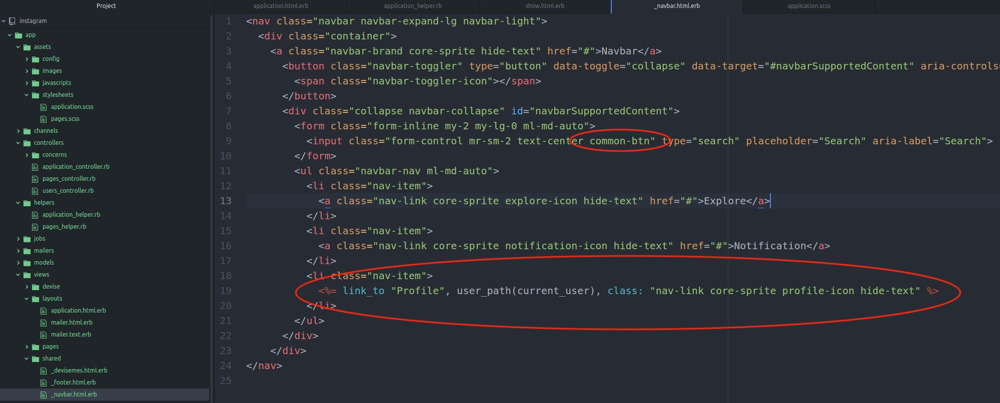 Project
instagram
app
assets
config
images
javascripts
stylesheets
application.scss
pages.scss
channels
controllers
concerns
application_controller.rb
pages_controller.rb
users_controller.rb
helpers
application_helper.rb
pages_helper.rb
jobs
mailers
models
views
devise
layouts
application.html.erb
mailer.html.erb
mailer.text.erb
pages
shared
_devisemes.html.erb
_footer.html.erb
_navbar.html.erb
application.html.erb application_helper.rb show.html.erb _navbar.html.erb application.scss
1 <nav class="navbar navbar-expand-lg navbar-light">
2 <div class="container">
3 <a class="navbar-brand core-sprite hide-text" href="#">Navbar</a>
4 <button class="navbar-toggler" type="button" data-toggle="collapse" data-target="#navbarSupportedContent" aria-controls=
5 <span class="navbar-toggler-icon"></span>
6 </button>
7 <div class="collapse navbar-collapse" id="navbarSupportedContent">
8 <form class="form-inline my-2 my-lg-0 ml-md-auto">
9 <input class="form-control mr-sm-2 text-center common-btn" type="search" placeholder="Search" aria-label="Search">
10 </form>
11 <ul class="navbar-nav ml-md-auto">
12 <li class="nav-item">
13 <a class="nav-link core-sprite explore-icon hide-text" href="#">Explore</a>
14 </li>
15 <li class="nav-item">
16 <a class="nav-link core-sprite notification-icon hide-text" href="#">Notification</a>
17 </li>
18 <li class="nav-item">
19 <%= link_to "Profile", user_path(current_user), class: "nav-link core-sprite profile-icon hide-text" %>
20 </li>
21 </ul>
22 </div>
23 </div>
24 </nav>
25